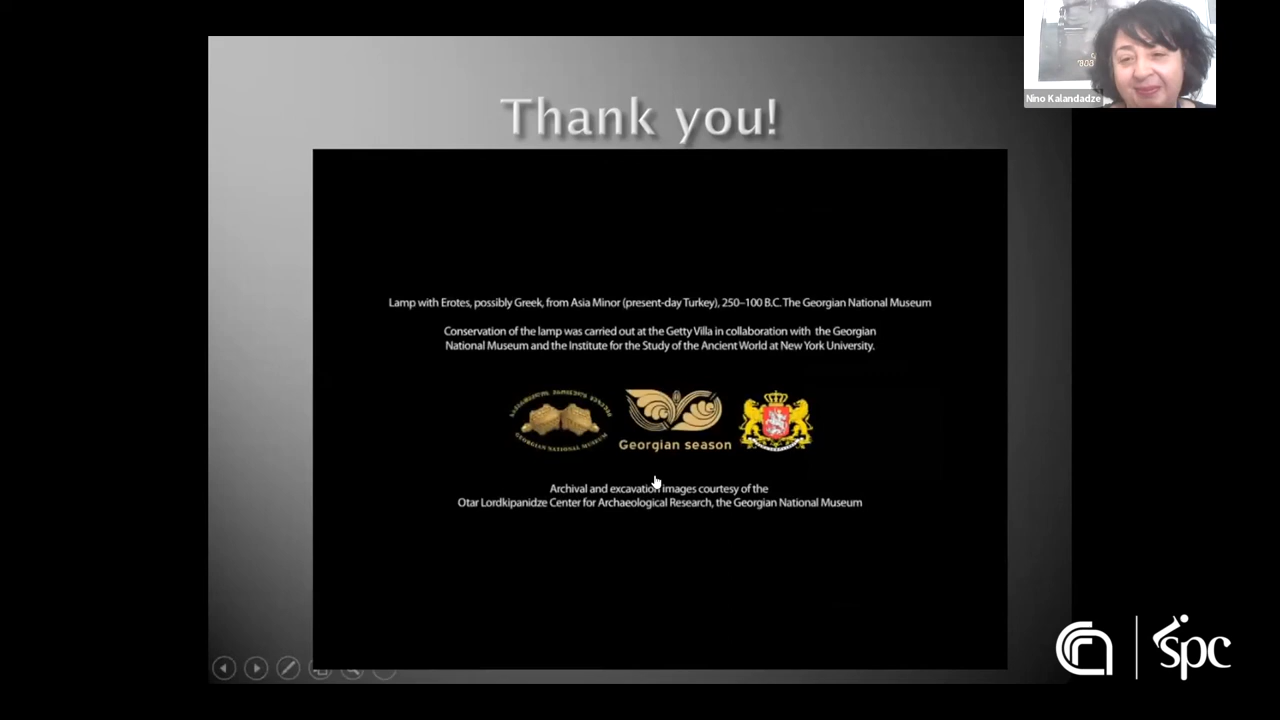 Thank you!
Nino Kalandadze
Lamp with Erotes, possibly Greek, from Asia Minor (present-day Turkey), 250–100 B.C. The Georgian National Museum
Conservation of the lamp was carried out at the Getty Villa in collaboration with the Georgian
National Museum and the Institute for the Study of the Ancient World at New York University.
GEORGIAN NATIONAL MUSEUM
Georgian season
Archival and excavation images courtesy of the
Otar Lordkipanidze Center for Archaeological Research, the Georgian National Museum
spc